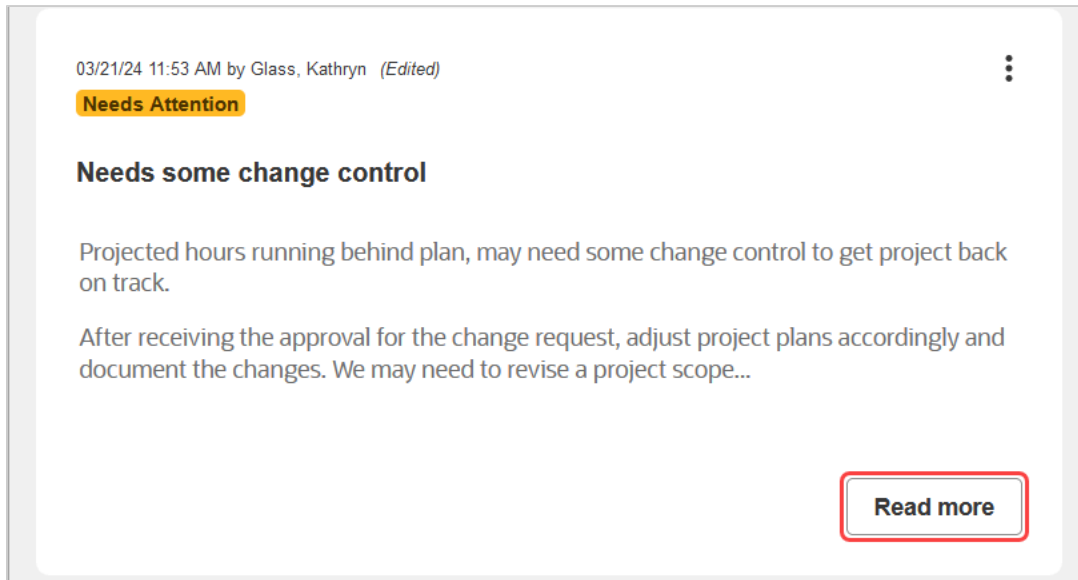 03/21/24 11:53 AM by Glass, Kathryn (Edited)
Needs Attention
Needs some change control
Projected hours running behind plan, may need some change control to get project back
on track.
After receiving the approval for the change request, adjust project plans accordingly and
document the changes. We may need to revise a project scope...
Read more